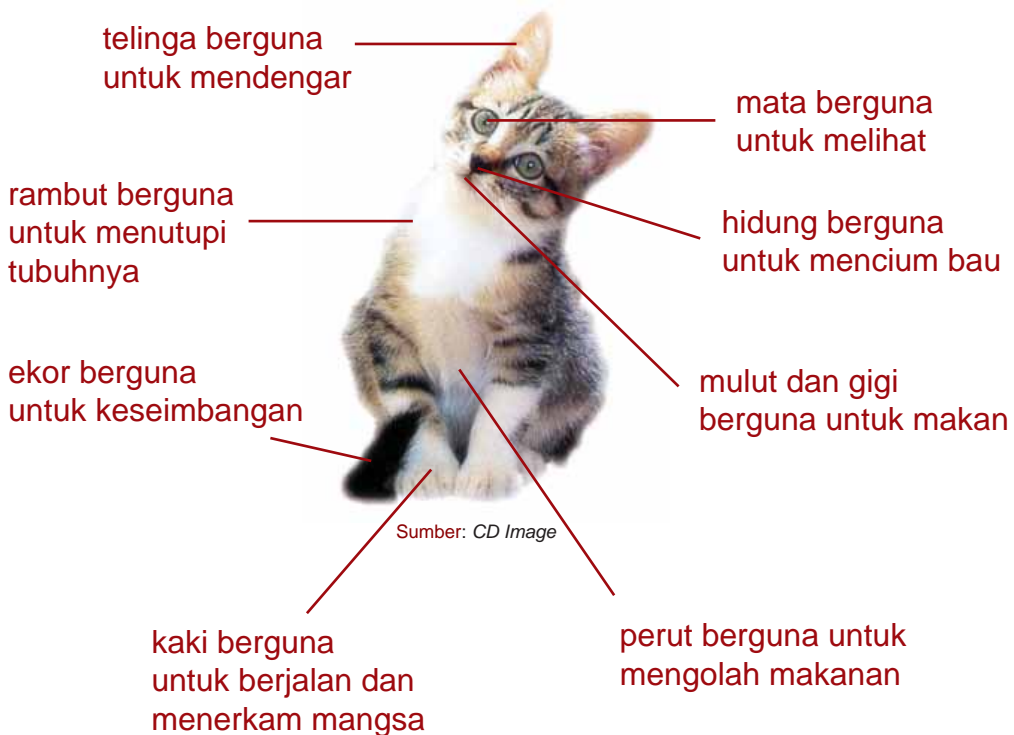 telinga berguna
untuk mendengar
mata berguna
untuk melihat
rambut berguna
untuk menutupi
tubuhnya
hidung berguna
untuk mencium bau
ekor berguna
untuk keseimbangan
mulut dan gigi
berguna untuk makan
Sumber: CD Image
kaki berguna
untuk berjalan dan
menerkam mangsa
perut berguna untuk
mengolah makanan